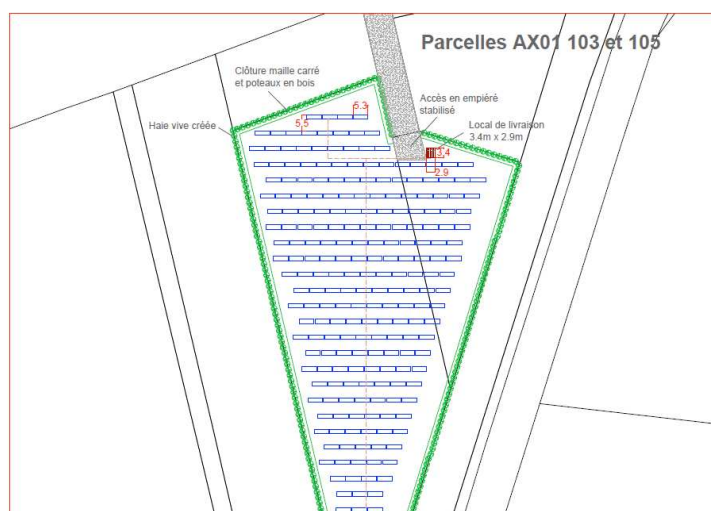 Parcelles AX01 103 et 105
Clôture maille carré
et poteaux en bois
5.3
5.5
Accès en empiéré
stabilisé
Haie vive créée
Local de livraison
3.4m x 2.9m
3.4
2.9